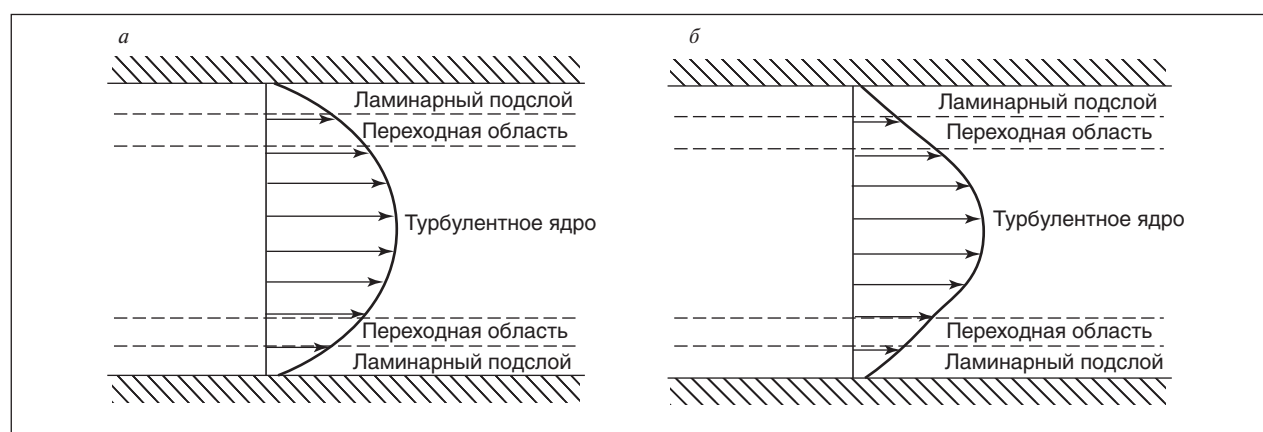 а
Ламинарный подслой
Переходная область
Турбулентное ядро
Переходная область
Ламинарный подслой
б
Ламинарный подслой
Переходная область
Турбулентное ядро
Переходная область
Ламинарный подслой